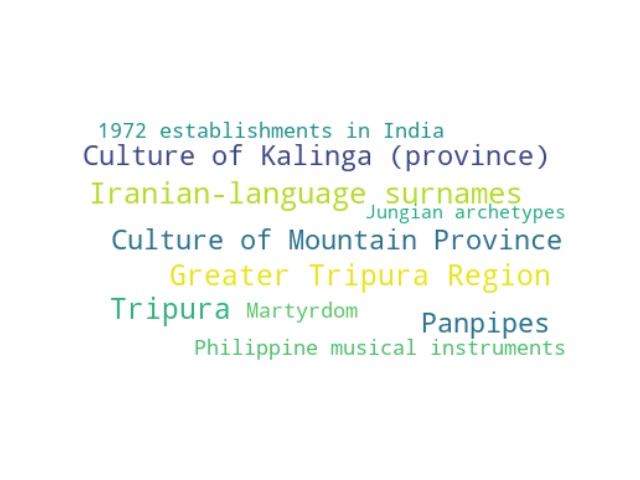 1972 establishments in India
Culture of Kalinga (province)
Iranian-language surnames
Jungian archetypes
Culture of Mountain Province
Greater Tripura Region
Tripura Martyrdom
Panpipes
Philippine musical instruments